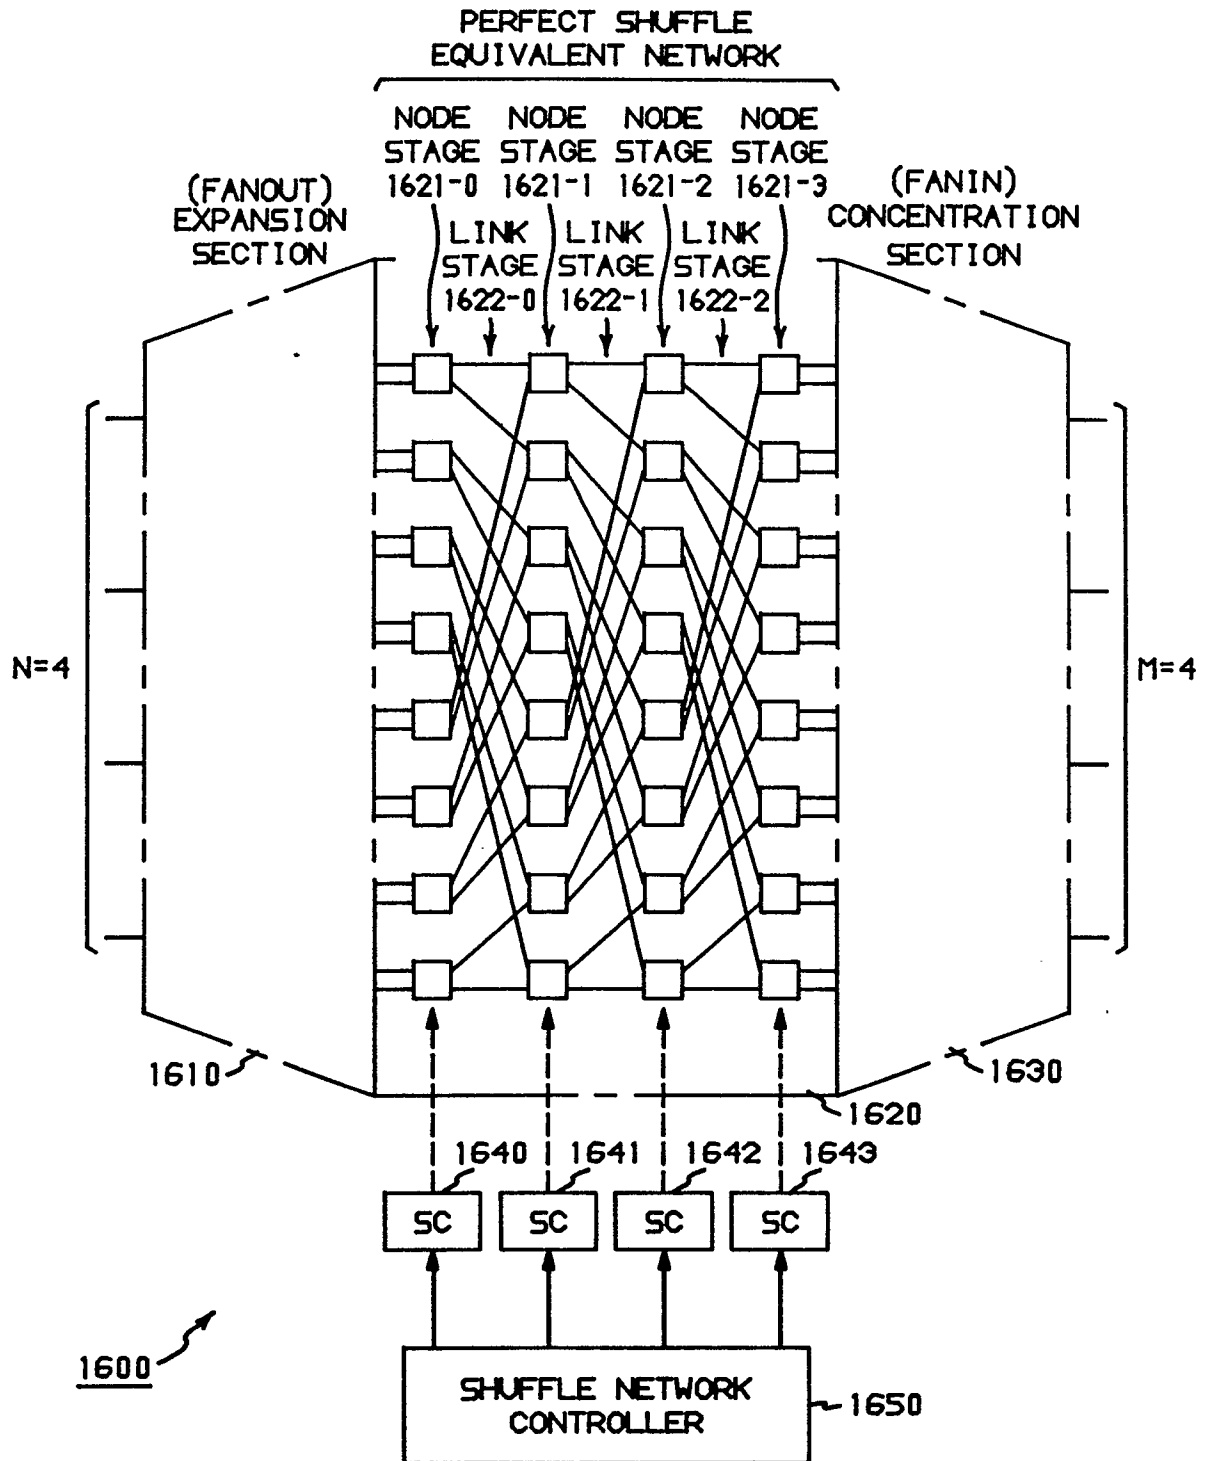 PERFECT SHUFFLE
EQUIVALENT NETWORK
NODE NODE NODE NODE
STAGE STAGE STAGE STAGE
1621-0 1621-1 1621-2 1621-3
(FANOUT)
EXPANSION
SECTION
(FANIN)
CONCENTRATION
SECTION
LINK LINK LINK
STAGE STAGE STAGE
1622-0 1622-1 1622-2
N=4
M=4
1610
1630
1620
1640 1641 1642 1643
SC SC SC SC
1600
SHUFFLE NETWORK
CONTROLLER
1650